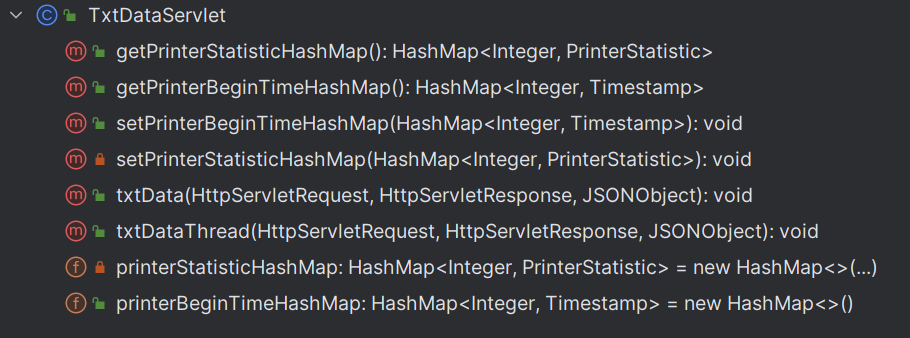 TxtDataServlet
getPrinterStatisticHashMap(): HashMap<Integer, PrinterStatistic>
getPrinterBeginTimeHashMap(): HashMap<Integer, Timestamp>
setPrinterBeginTimeHashMap(HashMap<Integer, Timestamp>): void
setPrinterStatisticHashMap(HashMap<Integer, PrinterStatistic>): void
txtData(HttpServletRequest, HttpServletResponse, JSONObject): void
txtDataThread(HttpServletRequest, HttpServletResponse, JSONObject): void
printerStatisticHashMap: HashMap<Integer, PrinterStatistic> = new HashMap<>(...)
printerBeginTimeHashMap: HashMap<Integer, Timestamp> = new HashMap<>()